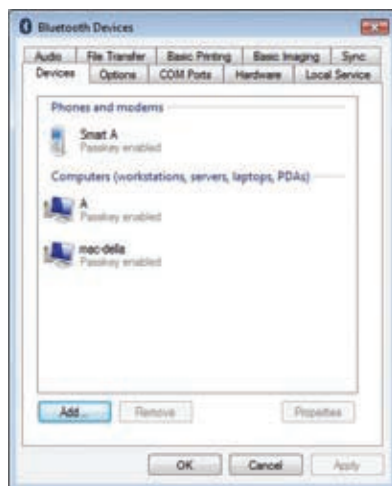 Bluetooth Devices
Audio File Transfer Basic Printing Basic Imaging Sync
Devices Options COM Ports Hardware Local Service
Phones and modems
Smart A
Passkey enabled
Computers (workstations, servers, laptops, PDAs)
A
Passkey enabled
mac-della
Passkey enabled
Add... Remove Properties
OK Cancel Apply